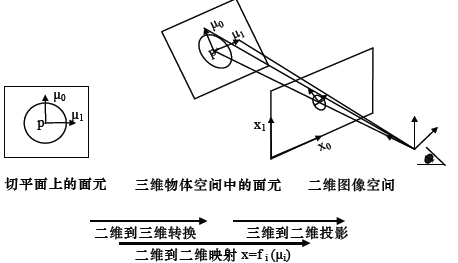 μ0
μ1
p
x1
x0
μ0
p
μ1
切平面上的面元
三维物体空间中的面元
二维图像空间
二维到三维转换
三维到二维投影
二维到二维映射 x=f i (μi)